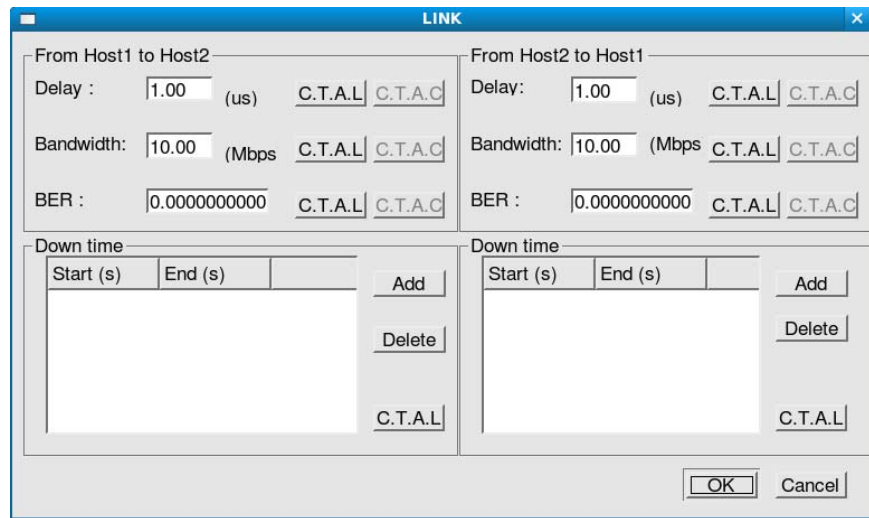 LINK
From Host1 to Host2
Delay : 1.00 (us) C.T.A.L C.T.A.C
Bandwidth: 10.00 (Mbps C.T.A.L C.T.A.C
BER : 0.0000000000 C.T.A.L C.T.A.C
From Host2 to Host1
Delay: 1.00 (us) C.T.A.L C.T.A.C
Bandwidth: 10.00 (Mbps C.T.A.L C.T.A.C
BER : 0.0000000000 C.T.A.L C.T.A.C
Down time
Start (s) End (s)
Add
Delete
C.T.A.L
Down time
Start (s) End (s)
Add
Delete
C.T.A.L
OK Cancel